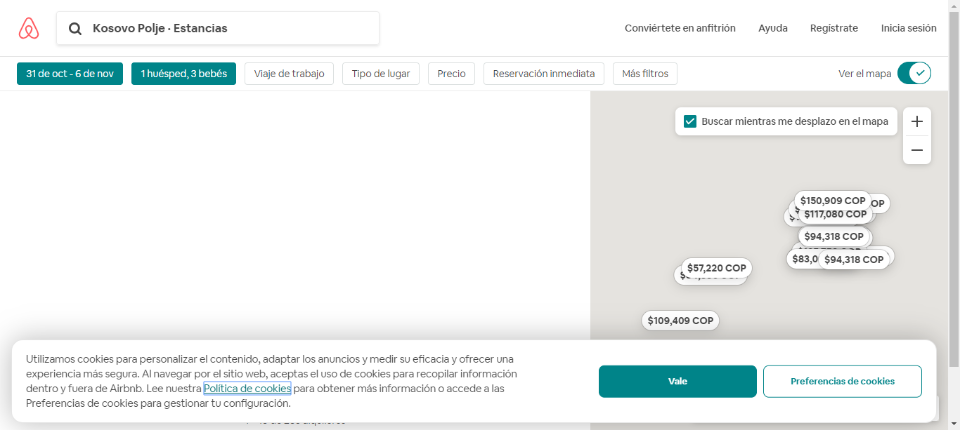 Kosovo Polje · Estancias
Conviértete en anfitrión
Ayuda
Regístrate
Inicia sesión
31 de oct - 6 de nov
1 huésped, 3 bebés
Viaje de trabajo
Tipo de lugar
Precio
Reservación inmediata
Más filtros
Ver el mapa
Buscar mientras me desplazo en el mapa
$150,909 COP
$117,080 COP
$94,318 COP
$94,318 COP
$57,220 COP
$109,409 COP
Utilizamos cookies para personalizar el contenido, adaptar los anuncios y medir su eficacia y ofrecer una
experiencia más segura. Al navegar por el sitio web, aceptas el uso de cookies para recopilar información
dentro y fuera de Airbnb. Lee nuestra Política de cookies para obtener más información o accede a las
Preferencias de cookies para gestionar tu configuración.
Vale
Preferencias de cookies